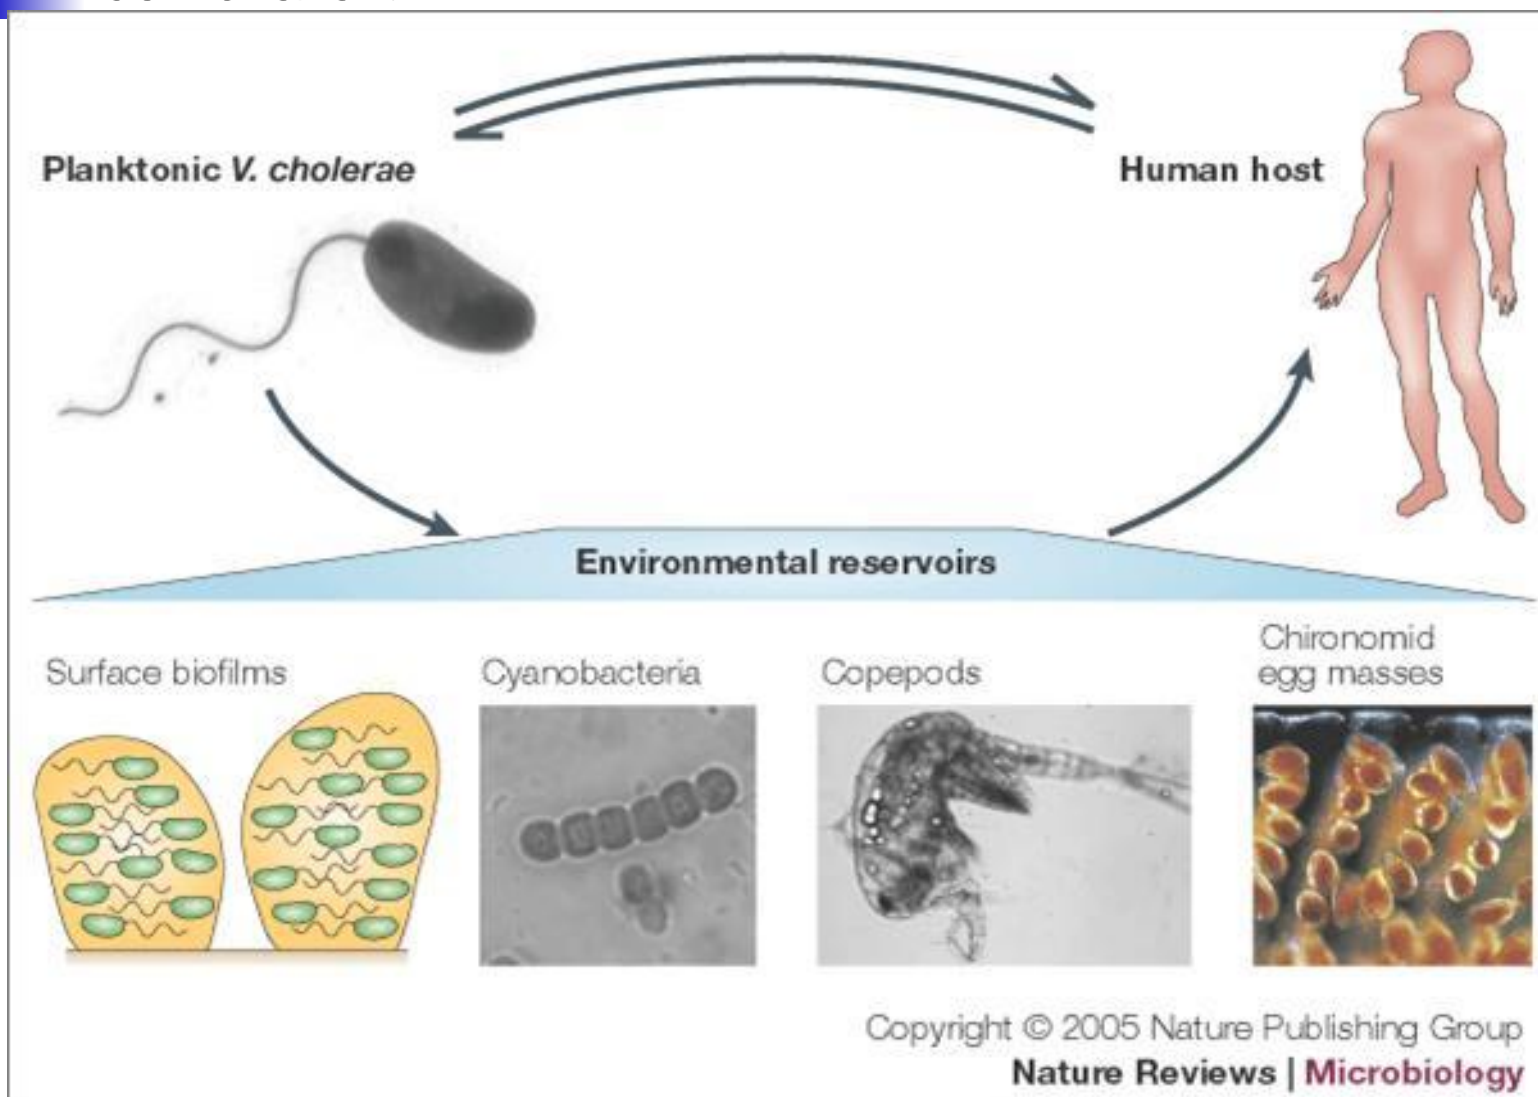 Planktonic V. cholerae
Human host
Environmental reservoirs
Surface biofilms
Cyanobacteria
Copepods
Chironomid
egg masses
Copyright © 2005 Nature Publishing Group
Nature Reviews | Microbiology